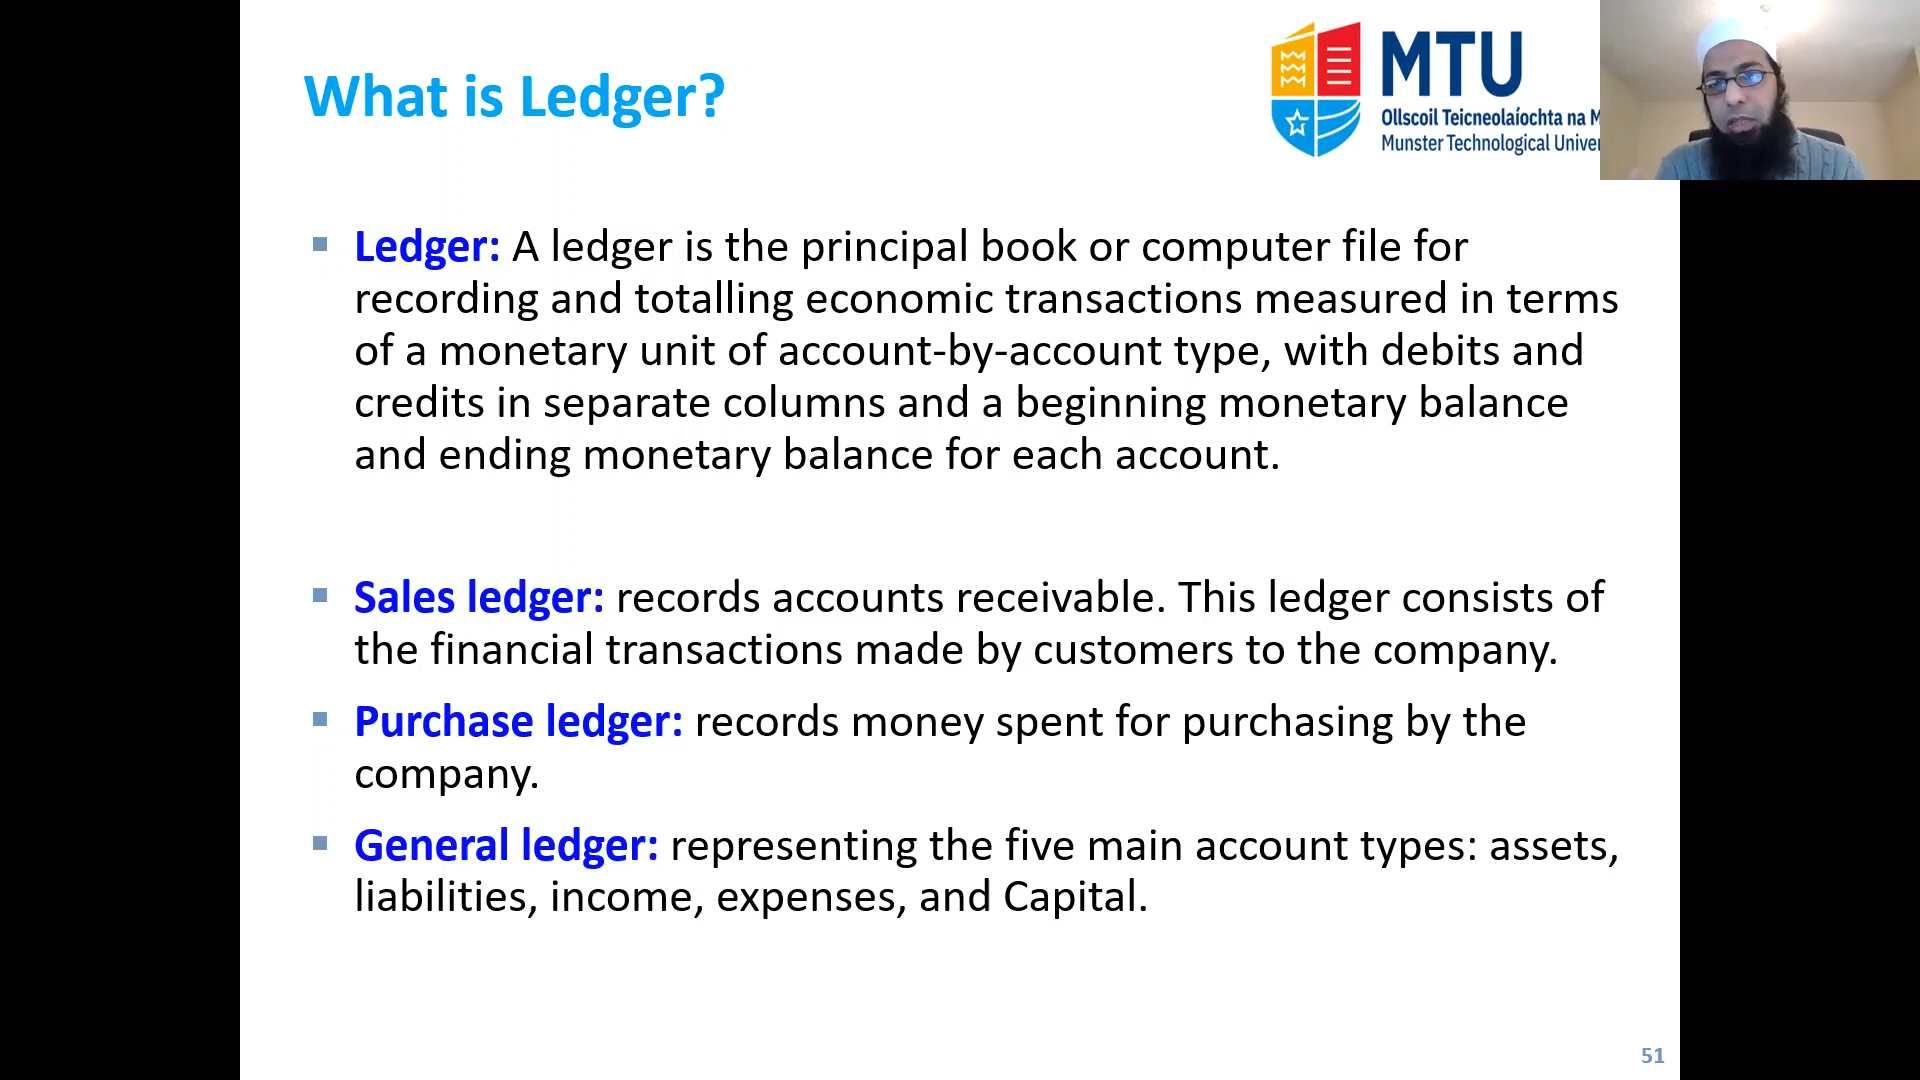 What is Ledger?
MTU
Ollscoil Teicneolaíochta na M
Munster Technological Univer
Ledger: A ledger is the principal book or computer file for
recording and totalling economic transactions measured in terms
of a monetary unit of account-by-account type, with debits and
credits in separate columns and a beginning monetary balance
and ending monetary balance for each account.
Sales ledger: records accounts receivable. This ledger consists of
the financial transactions made by customers to the company.
Purchase ledger: records money spent for purchasing by the
company.
General ledger: representing the five main account types: assets,
liabilities, income, expenses, and Capital.
51